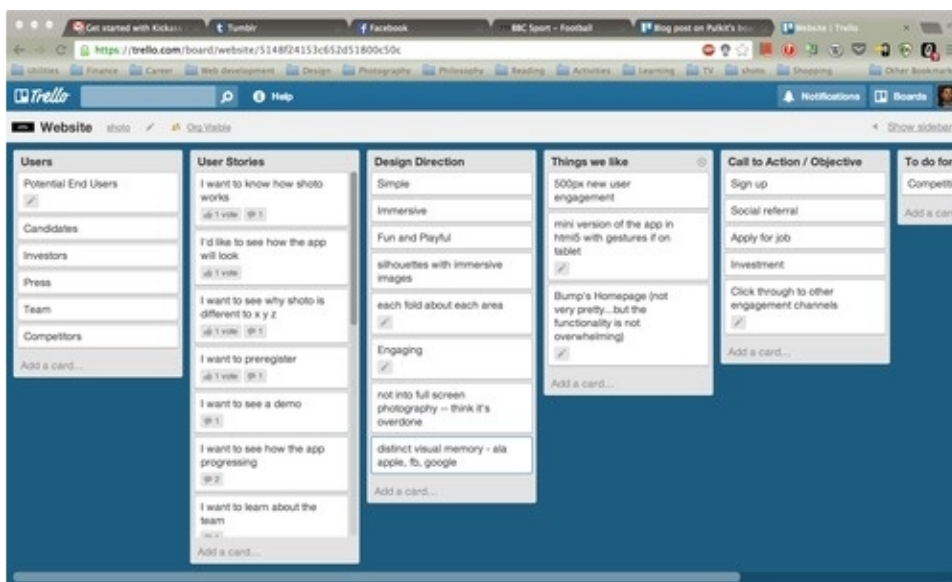 Get started with Kickass
Tumblr
Facebook
BBC Sport - Football
Blog post on Pulkit's boa
Website | Trello
https://trello.com/board/website/5148f24153c652d51800c50c
Utilities
Finance
Career
Web development
Design
Photography
Philosophy
Reading
Activities
Learning
TV
shoto
Shopping
Other Bookmar
Trello
Help
Notifications
Boards
Website
shoto
Org Visible
Show sidebar
Users
Potential End Users
Candidates
Investors
Press
Team
Competitors
Add a card...
User Stories
I want to know how shoto
works
1 vote 1
I'd like to see how the app
will look
1 vote
I want to see why shoto is
different to x y z
1 vote 1
I want to preregister
1 vote 1
I want to see a demo
1
I want to see how the app
progressing
2
I want to learn about the
team
Add a card...
Design Direction
Simple
Immersive
Fun and Playful
silhouettes with immersive
images
each fold about each area
Engaging
not into full screen
photography -- think it's
overdone
distinct visual memory - ala
apple, fb, google
Add a card...
Things we like
500px new user
engagement
mini version of the app in
html5 with gestures if on
tablet
Bump's Homepage (not
very pretty...but the
functionality is not
overwhelming)
Add a card...
Call to Action / Objective
Sign up
Social referral
Apply for job
Investment
Click through to other
engagement channels
Add a card...
To do for
Competit
Add a car